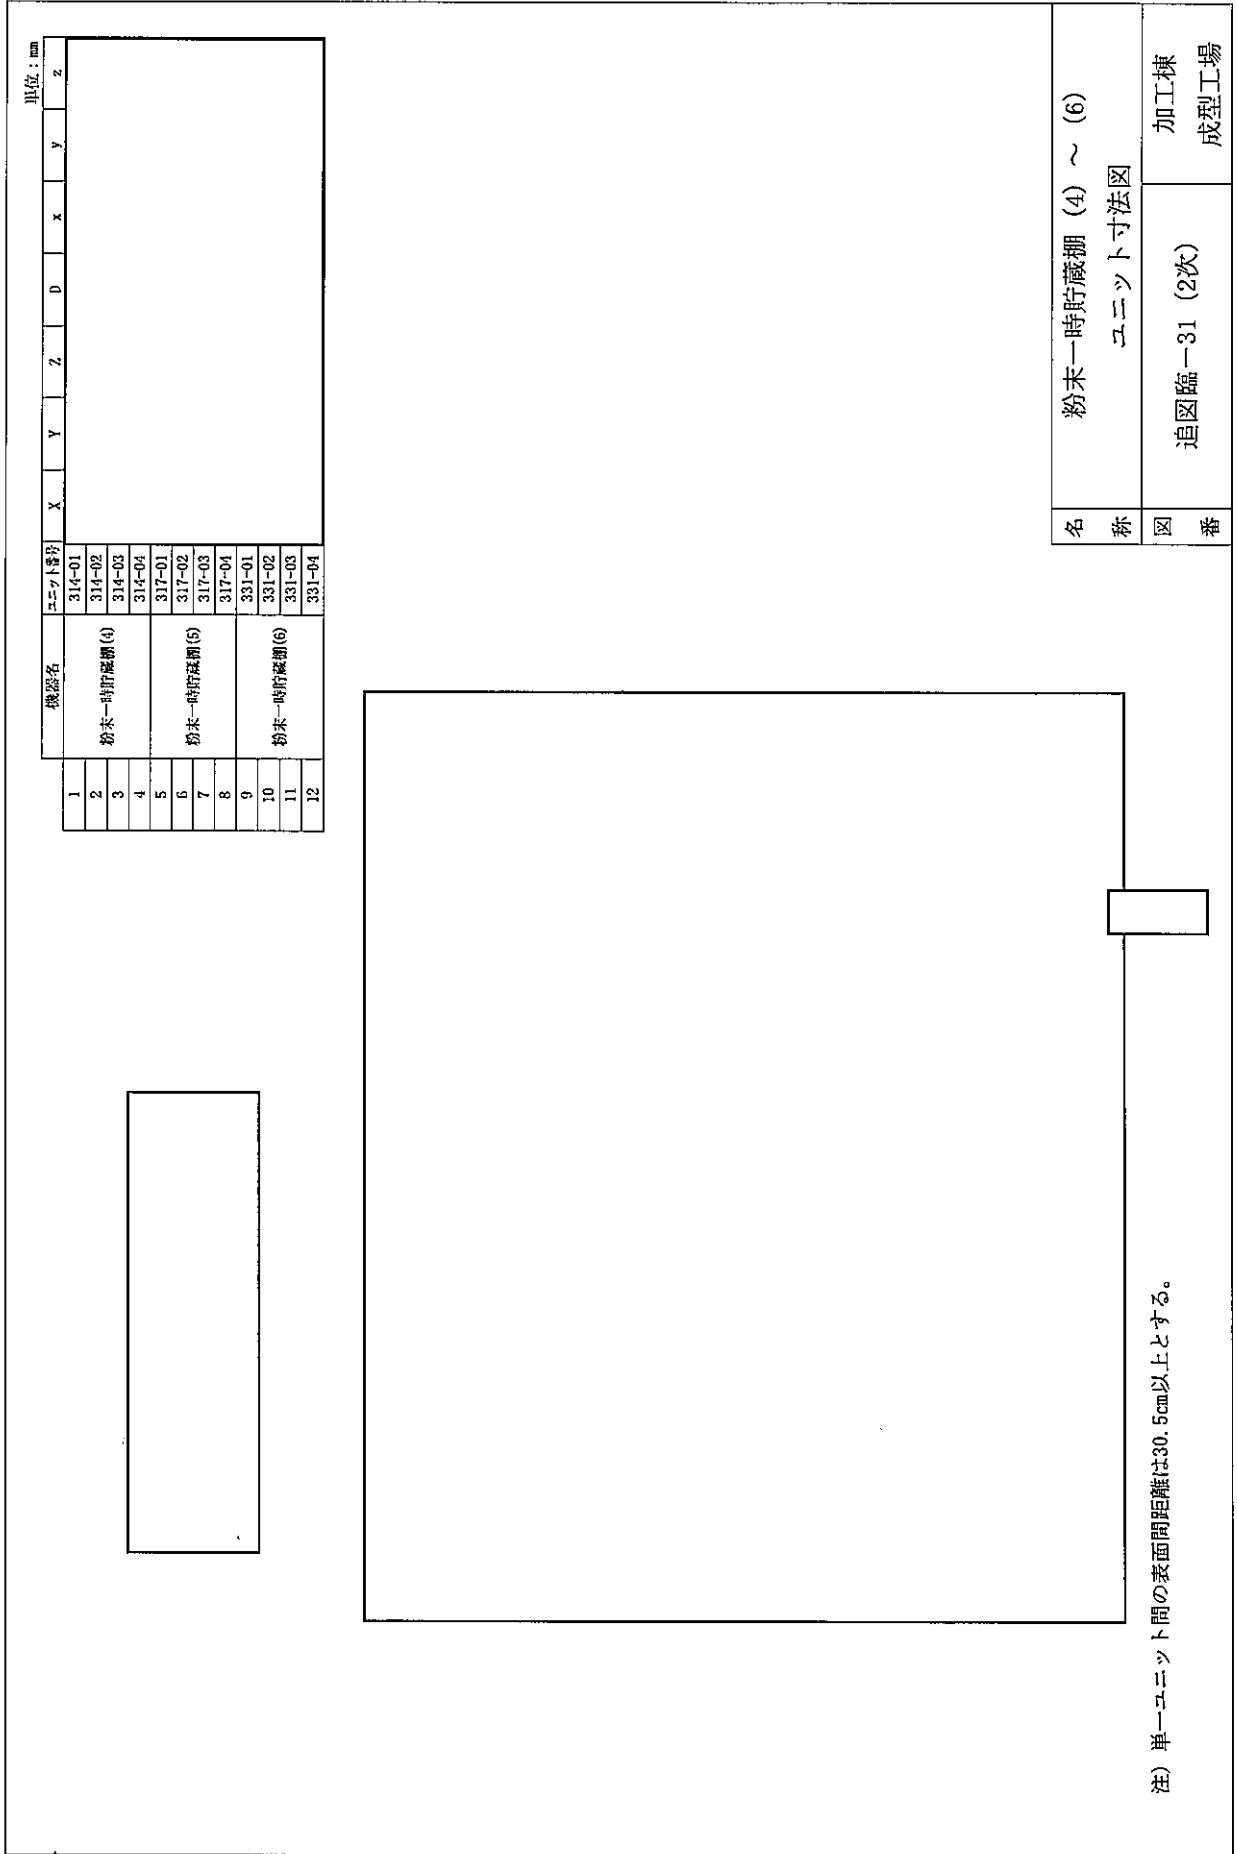 単位：mm
機器名 ユニット番号 X Y Z D x y z
1 粉末一時貯蔵棚(4) 314-01
2 314-02
3 314-03
4 314-04
5 粉末一時貯蔵棚(5) 317-01
6 317-02
7 317-03
8 317-04
9 粉末一時貯蔵棚(6) 331-01
10 331-02
11 331-03
12 331-04
注) 単一ユニット間の表面間距離は30.5cm以上とする。
名称 粉末一時貯蔵棚 (4) ～ (6)
ユニット寸法図
図番 追図臨－31 (2次)
加工棟
成型工場